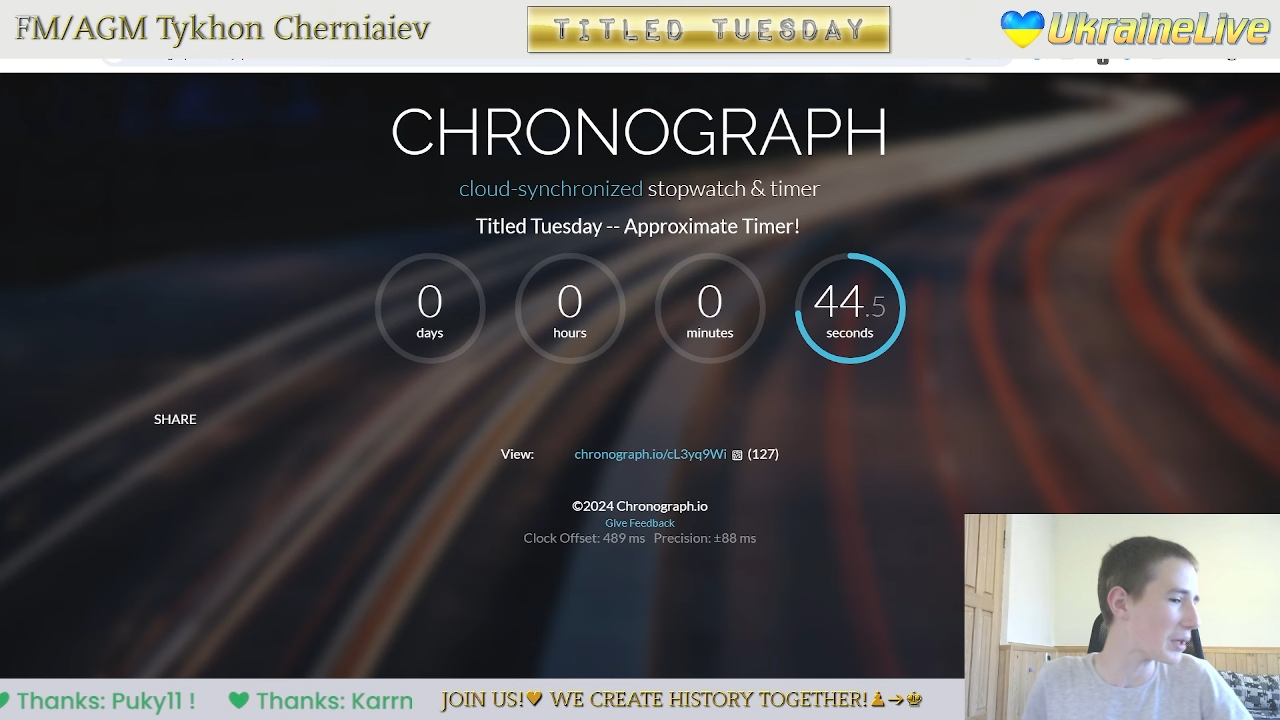 FM/AGM Tykhon Cherniaiev
TITLED TUESDAY
UkraineLive
CHRONOGRAPH
cloud-synchronized stopwatch & timer
Titled Tuesday -- Approximate Timer!
0 0 0 44.5
days hours minutes seconds
SHARE
View: chronograph.io/cL3yq9Wi (127)
©2024 Chronograph.io
Give Feedback
Clock Offset: 489 ms Precision: ±88 ms
Thanks: Puky11 ! Thanks: Karrn JOIN US! WE CREATE HISTORY TOGETHER!